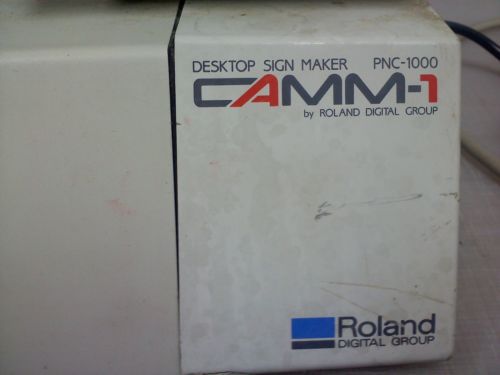 DESKTOP SIGN MAKER PNC-1000
CAMM-1
by ROLAND DIGITAL GROUP
Roland
DIGITAL GROUP